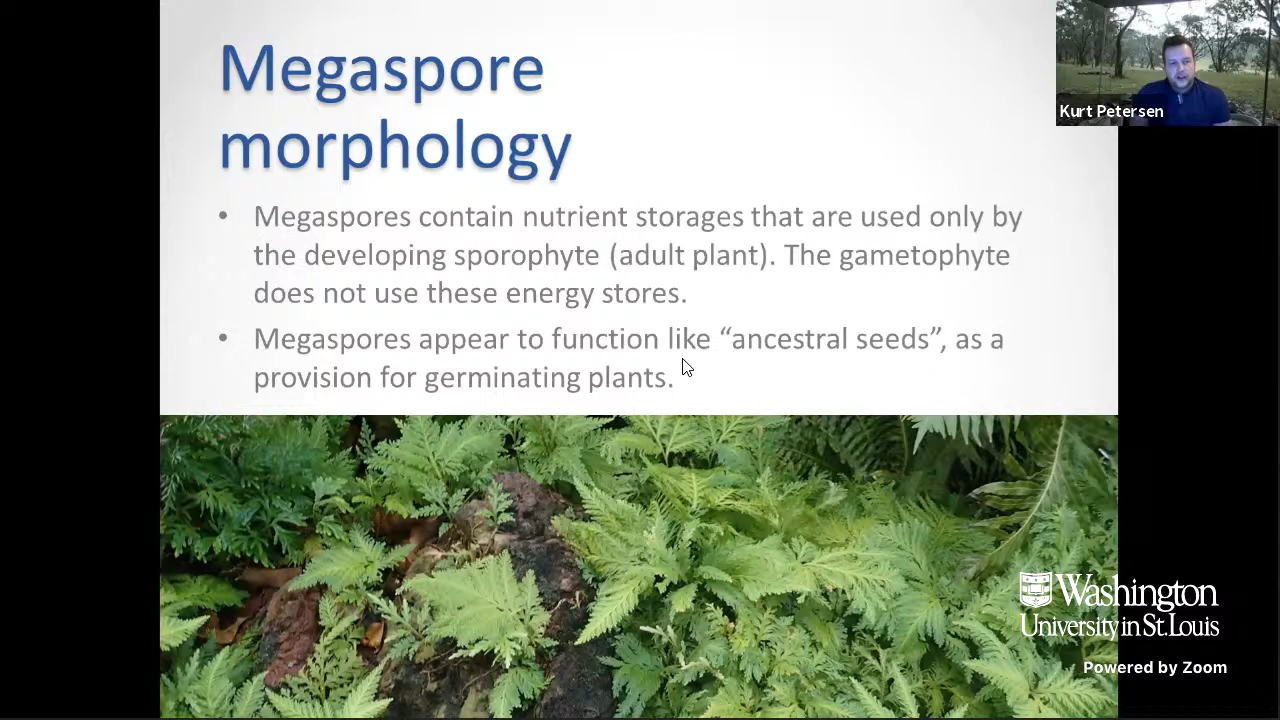 Megaspore
morphology
• Megaspores contain nutrient storages that are used only by
the developing sporophyte (adult plant). The gametophyte
does not use these energy stores.
• Megaspores appear to function like “ancestral seeds”, as a
provision for germinating plants.
Kurt Petersen
Washington
University in St. Louis
Powered by Zoom